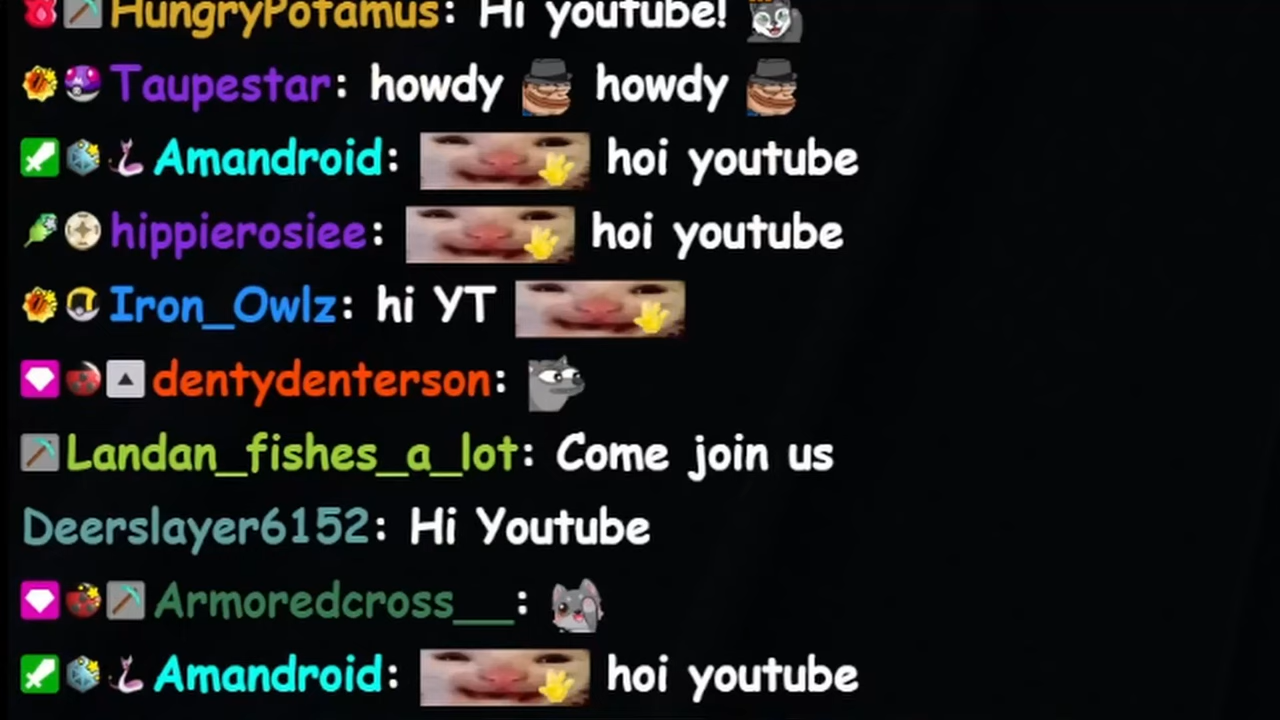 HungryPotamus: Hi youtube!
Taupestar: howdy howdy
Amandroid: hoi youtube
hippierosiee: hoi youtube
Iron_Owlz: hi YT
dentydenterson:
Landan_fishes_a_lot: Come join us
Deerslayer6152: Hi Youtube
Armoredcross__:
Amandroid: hoi youtube